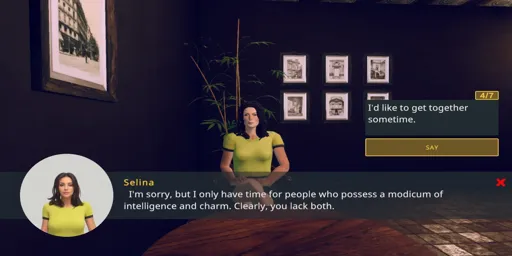 4/7
I'd like to get together
sometime.
SAY
Selina
I'm sorry, but I only have time for people who possess a modicum of
intelligence and charm. Clearly, you lack both.